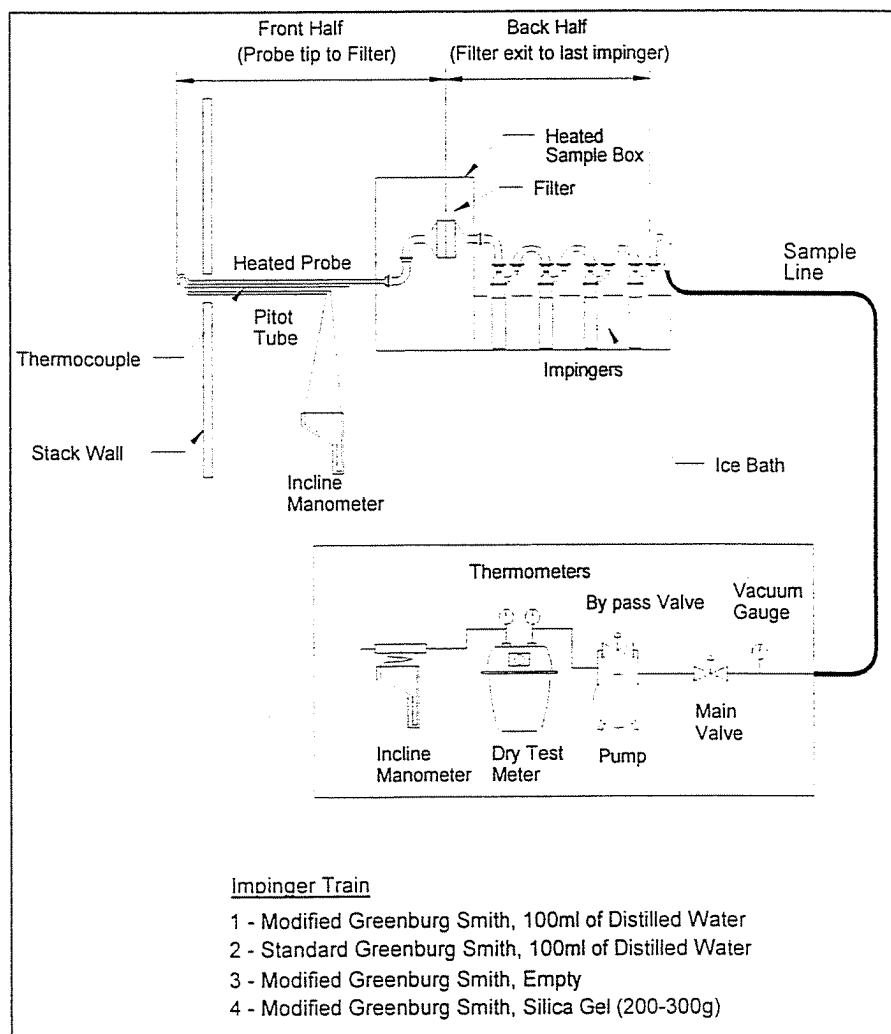 Front Half
(Probe tip to Filter)
Back Half
(Filter exit to last impinger)
Heated
Sample Box
Filter
Heated Probe
Sample
Line
Pitot
Tube
Thermocouple
Impingers
Stack Wall
Ice Bath
Incline
Manometer
Thermometers
By pass Valve
Vacuum
Gauge
Main
Valve
Incline
Manometer
Dry Test
Meter
Pump
Impinger Train
1 - Modified Greenburg Smith, 100ml of Distilled Water
2 - Standard Greenburg Smith, 100ml of Distilled Water
3 - Modified Greenburg Smith, Empty
4 - Modified Greenburg Smith, Silica Gel (200-300g)